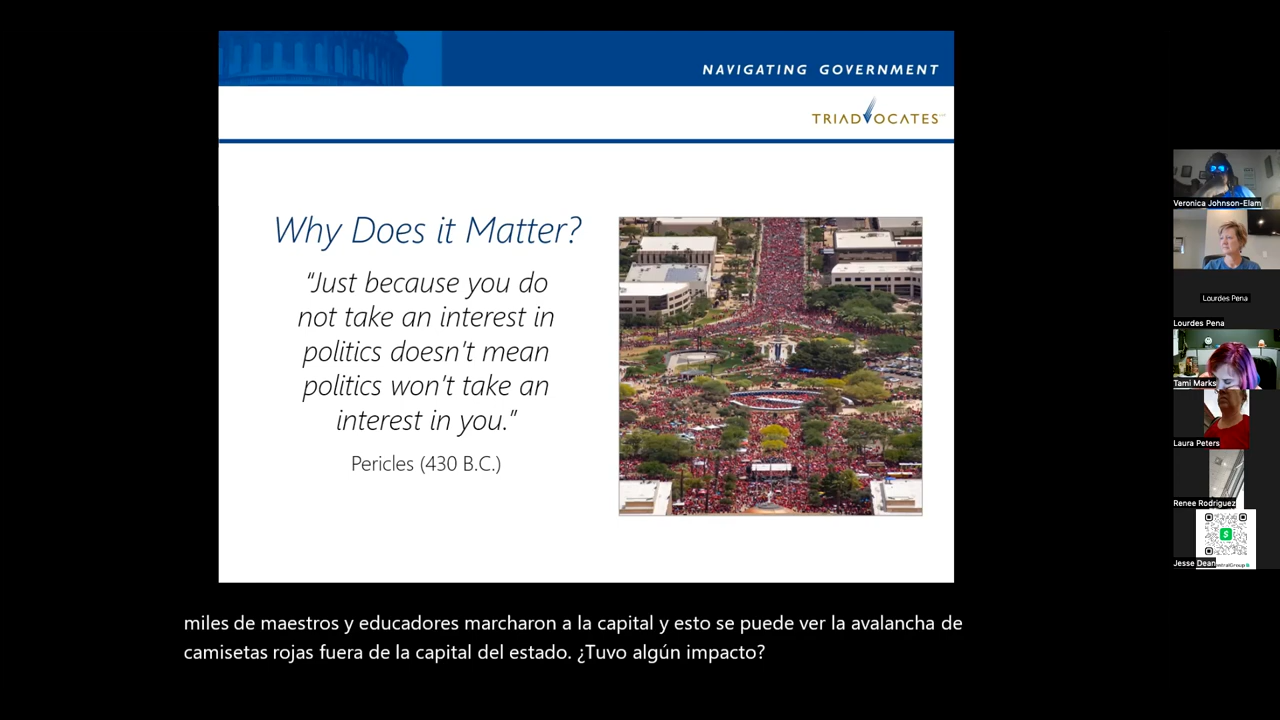 NAVIGATING GOVERNMENT
TRIADVOCATES
Why Does it Matter?
"Just because you do
not take an interest in
politics doesn't mean
politics won't take an
interest in you."
Pericles (430 B.C.)
miles de maestros y educadores marcharon a la capital y esto se puede ver la avalancha de
camisetas rojas fuera de la capital del estado. ¿Tuvo algún impacto?
Veronica Johnson-Elam
Lourdes Pena
Lourdes Pena
Tami Marks
Laura Peters
Renee Rodriguez
Jesse Dean